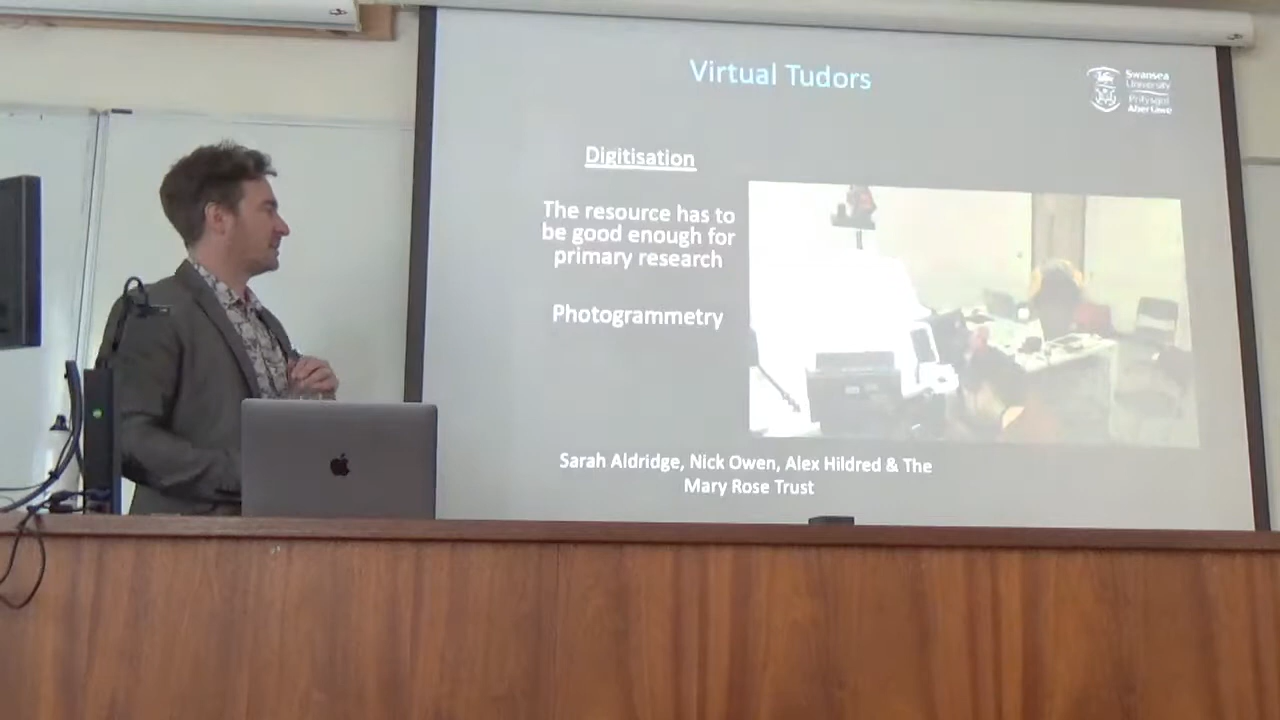 Virtual Tudors
Swansea
University
Prifysgol
Abertawe
Digitisation
The resource has to
be good enough for
primary research
Photogrammetry
Sarah Aldridge, Nick Owen, Alex Hildred & The
Mary Rose Trust